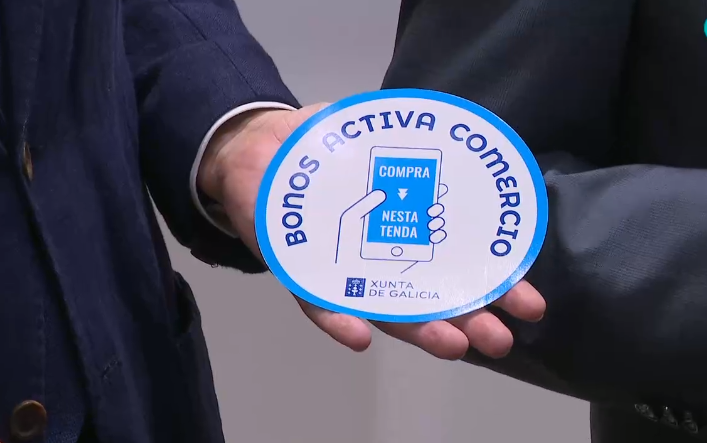 BONOS ACTIVA COMERCIO
COMPRA
NESTA
TENDA
XUNTA
DE GALICIA